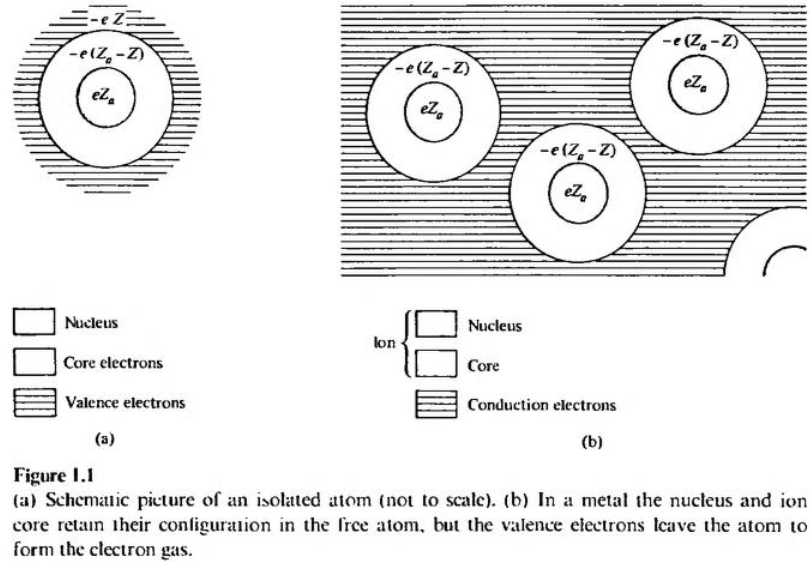 -e Z
-e (Z_a - Z)
eZ_a
-e (Z_a - Z)
eZ_a
-e (Z_a - Z)
eZ_a
-e (Z_a - Z)
eZ_a
Nucleus
Core electrons
Valence electrons
(a)
Ion
Nucleus
Core
Conduction electrons
(b)
Figure 1.1
(a) Schematic picture of an isolated atom (not to scale). (b) In a metal the nucleus and ion
core retain their configuration in the free atom, but the valence electrons leave the atom to
form the electron gas.